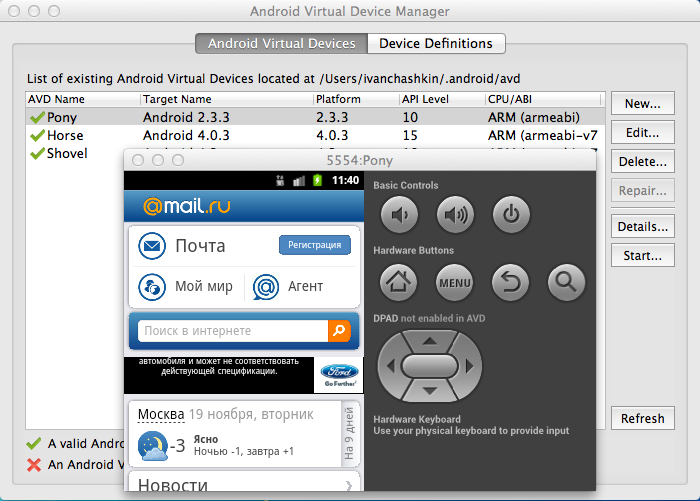 Android Virtual Device Manager
Android Virtual Devices
Device Definitions
List of existing Android Virtual Devices located at /Users/ivanchashkin/.android/avd
AVD Name Target Name Platform API Level CPU/ABI
Pony Android 2.3.3 2.3.3 10 ARM (armeabi)
Horse Android 4.0.3 4.0.3 15 ARM (armeabi-v7
Shovel
New...
Edit...
Delete...
Repair...
Details...
Start...
Refresh
A valid Andro
An Android V
5554:Pony
11:40
@mail.ru
Почта
Регистрация
Мой мир
Агент
Поиск в интернете
автомобиля и может не соответствовать
действующей спецификации.
Ford
Go Further
Москва 19 ноября, вторник
-3
Ясно
Ночью -1, завтра +1
На 9 дней
Новости
Basic Controls
Hardware Buttons
MENU
DPAD not enabled in AVD
Hardware Keyboard
Use your physical keyboard to provide input